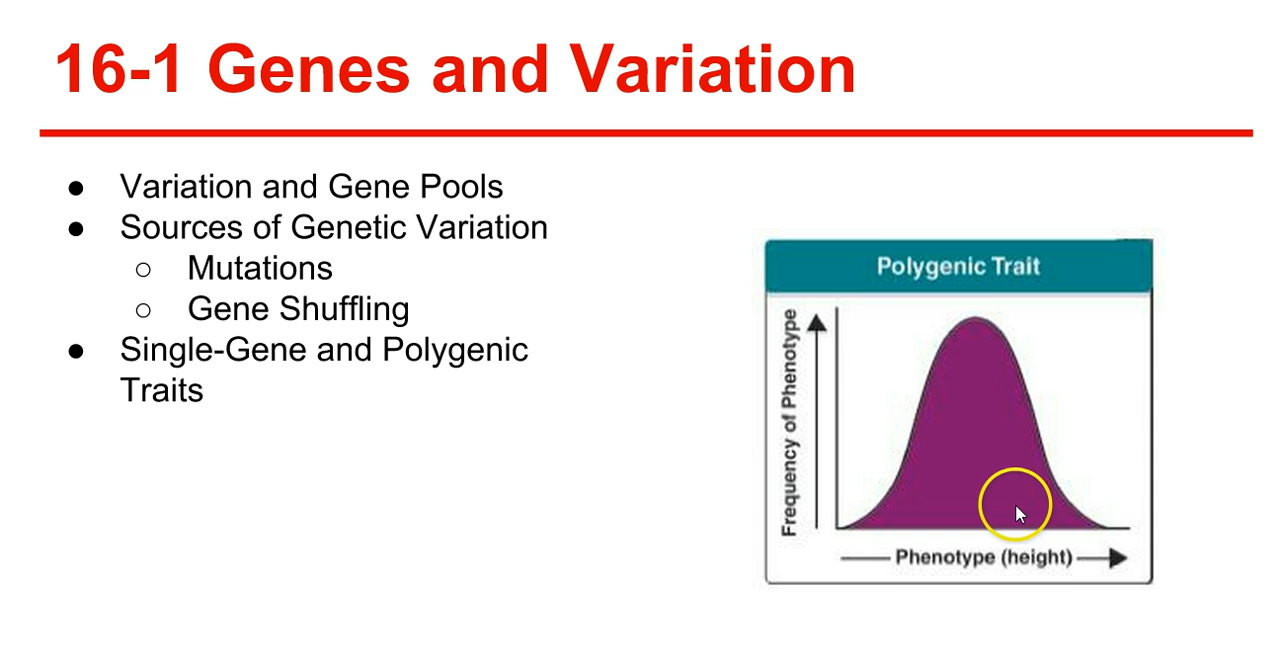 16-1 Genes and Variation
● Variation and Gene Pools
● Sources of Genetic Variation
○ Mutations
○ Gene Shuffling
● Single-Gene and Polygenic
Traits
Polygenic Trait
Frequency of Phenotype
Phenotype (height)